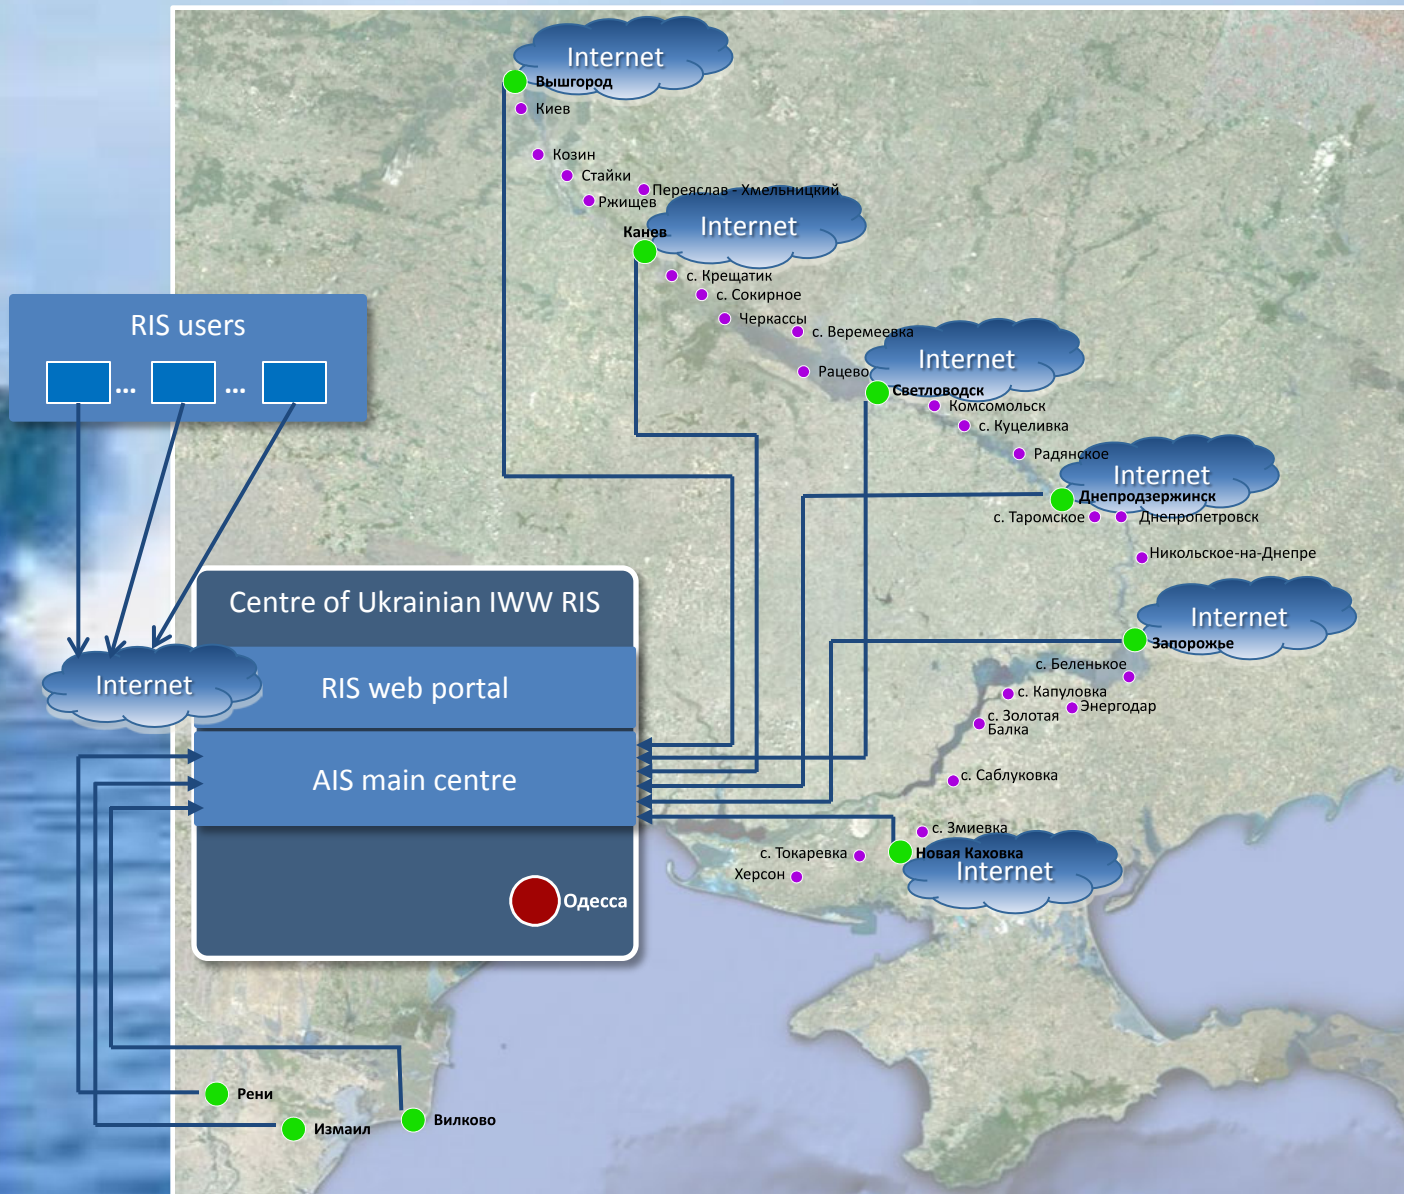 Internet
Вышгород
Киев
Козин
Стайки
Переяслав - Хмельницкий
Ржищев
Internet
Канев
с. Крещатик
с. Сокирное
Черкассы
с. Веремеевка
RIS users
... ...
Internet
Рацево
Светловодск
Комсомольск
с. Куцеливка
Радянское
Internet
Днепродзержинск
с. Таромское
Днепропетровск
Никольское-на-Днепре
Centre of Ukrainian IWW RIS
Internet
Запорожье
с. Беленькое
Internet
RIS web portal
с. Капуловка
Энергодар
с. Золотая
Балка
AIS main centre
с. Саблуковка
с. Змиевка
с. Токаревка
Новая Каховка
Internet
Херсон
Одесса
Рени
Измаил
Вилково